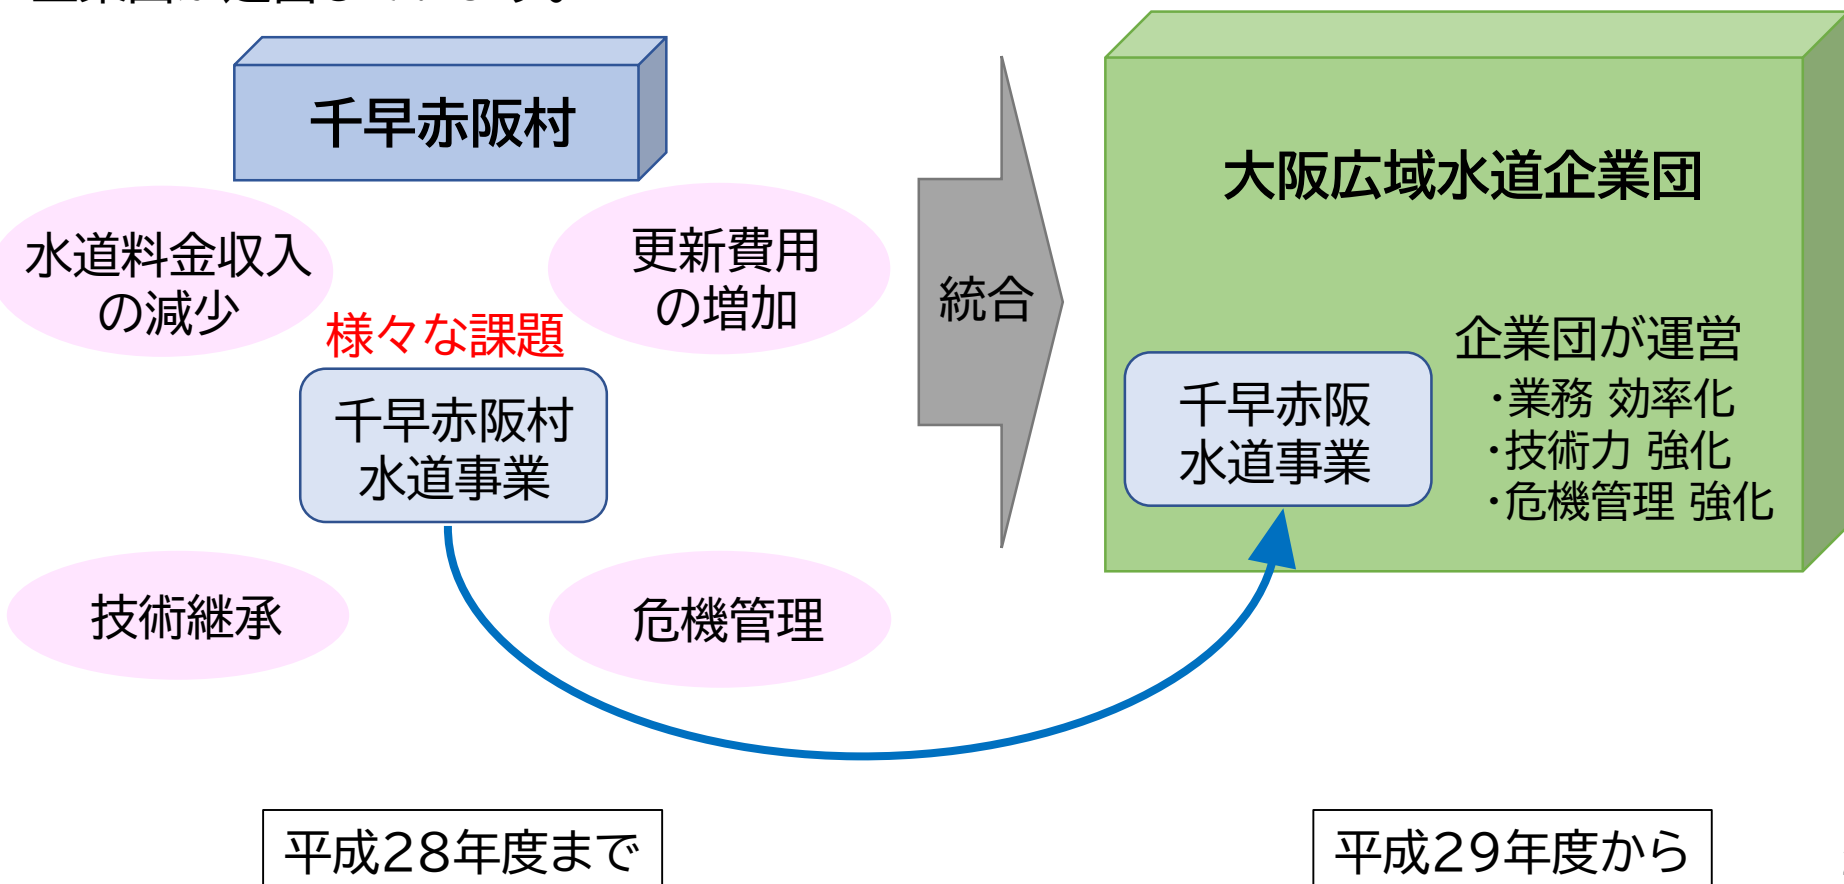 千早赤阪村
水道料金収入
の減少
更新費用
の増加
様々な課題
千早赤阪村
水道事業
技術継承
危機管理
統合
大阪広域水道企業団
千早赤阪
水道事業
企業団が運営
・業務 効率化
・技術力 強化
・危機管理 強化
平成28年度まで
平成29年度から